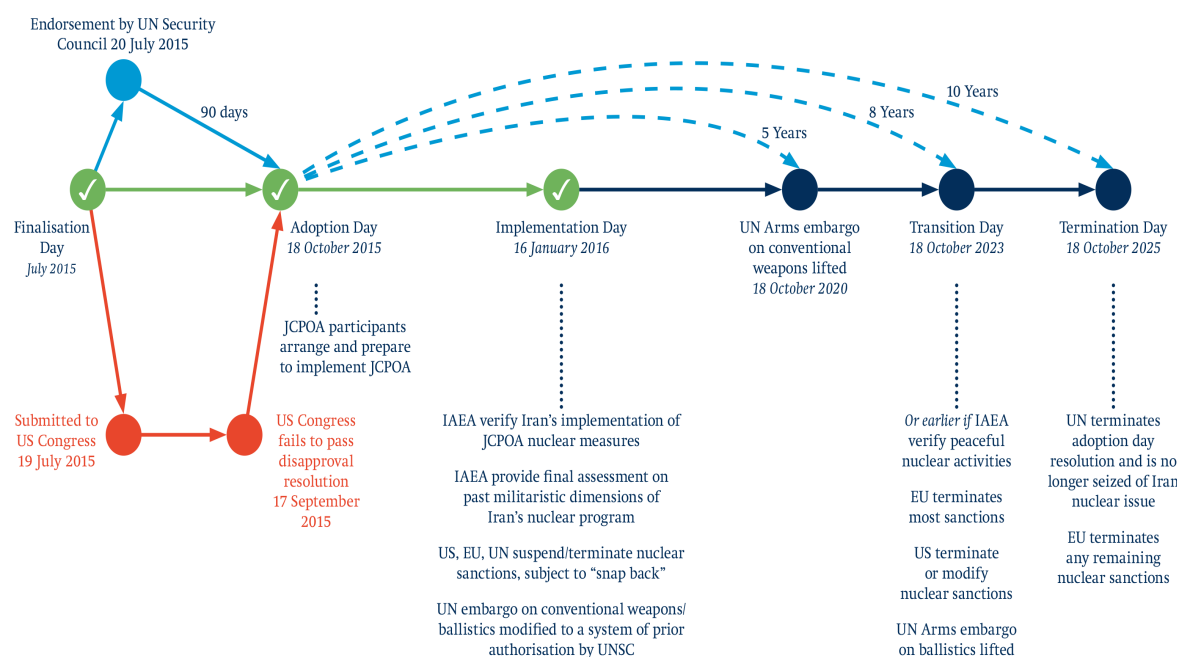 Endorsement by UN Security
Council 20 July 2015
90 days
10 Years
8 Years
5 Years
Finalisation
Day
July 2015
Adoption Day
18 October 2015
Implementation Day
16 January 2016
UN Arms embargo
on conventional
weapons lifted
18 October 2020
Transition Day
18 October 2023
Termination Day
18 October 2025
JCPOA participants
arrange and prepare
to implement JCPOA
Submitted to
US Congress
19 July 2015
US Congress
fails to pass
disapproval
resolution
17 September
2015
IAEA verify Iran’s implementation of
JCPOA nuclear measures
IAEA provide final assessment on
past militaristic dimensions of
Iran’s nuclear program
US, EU, UN suspend/terminate nuclear
sanctions, subject to “snap back”
UN embargo on conventional weapons/
ballistics modified to a system of prior
authorisation by UNSC
Or earlier if IAEA
verify peaceful
nuclear activities
EU terminates
most sanctions
US terminate
or modify
nuclear sanctions
UN Arms embargo
on ballistics lifted
UN terminates
adoption day
resolution and is no
longer seized of Iran
nuclear issue
EU terminates
any remaining
nuclear sanctions